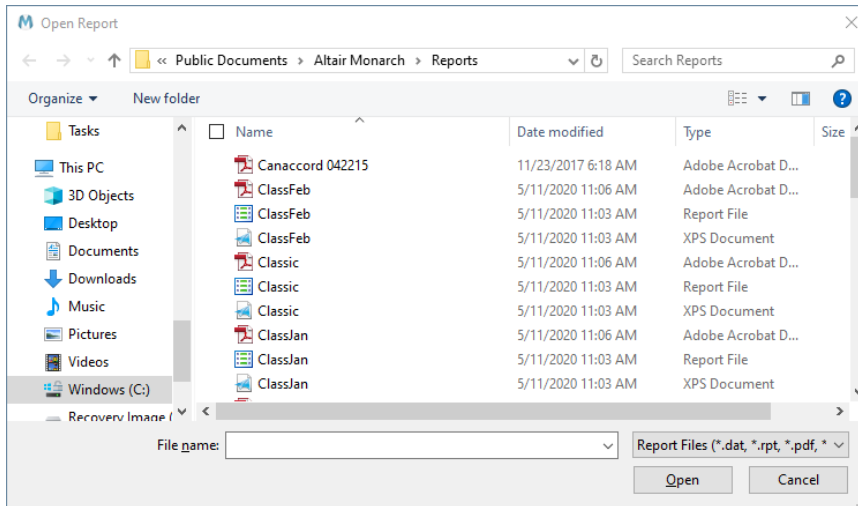 Open Report
« Public Documents > Altair Monarch > Reports
Search Reports
Organize
New folder
Name Date modified Type Size
Tasks
This PC
3D Objects
Desktop
Documents
Downloads
Music
Pictures
Videos
Windows (C:)
Recovery Image (
Canaccord 042215 11/23/2017 6:18 AM Adobe Acrobat D...
ClassFeb 5/11/2020 11:06 AM Adobe Acrobat D...
ClassFeb 5/11/2020 11:03 AM Report File
ClassFeb 5/11/2020 11:03 AM XPS Document
Classic 5/11/2020 11:06 AM Adobe Acrobat D...
Classic 5/11/2020 11:03 AM Report File
Classic 5/11/2020 11:03 AM XPS Document
ClassJan 5/11/2020 11:06 AM Adobe Acrobat D...
ClassJan 5/11/2020 11:03 AM Report File
ClassJan 5/11/2020 11:03 AM XPS Document
File name:
Report Files (*.dat, *.rpt, *.pdf, *
Open
Cancel